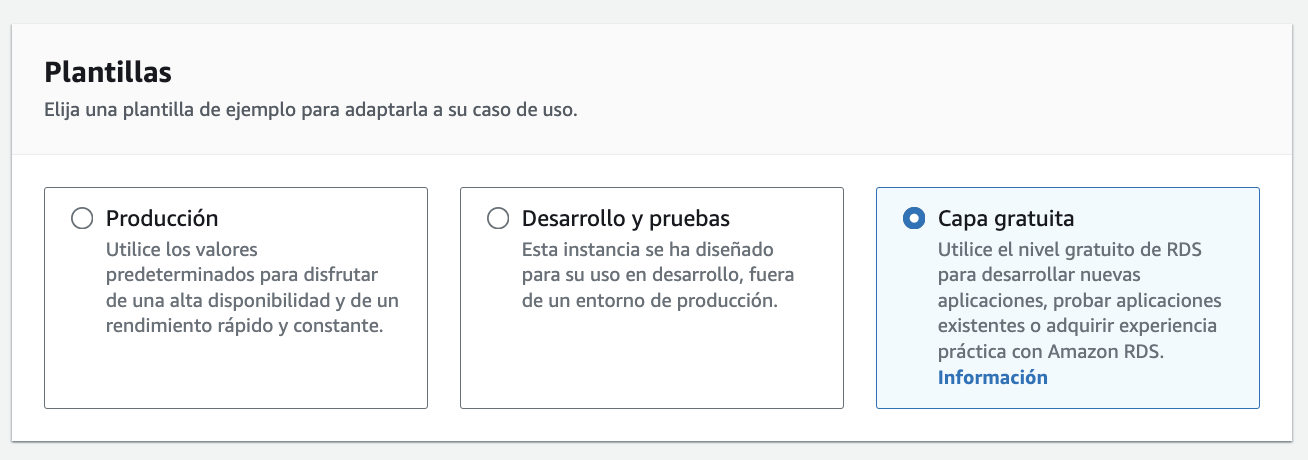 Plantillas
Elija una plantilla de ejemplo para adaptarla a su caso de uso.
Producción
Utilice los valores
predeterminados para disfrutar
de una alta disponibilidad y de un
rendimiento rápido y constante.
Desarrollo y pruebas
Esta instancia se ha diseñado
para su uso en desarrollo, fuera
de un entorno de producción.
Capa gratuita
Utilice el nivel gratuito de RDS
para desarrollar nuevas
aplicaciones, probar aplicaciones
existentes o adquirir experiencia
práctica con Amazon RDS.
Información